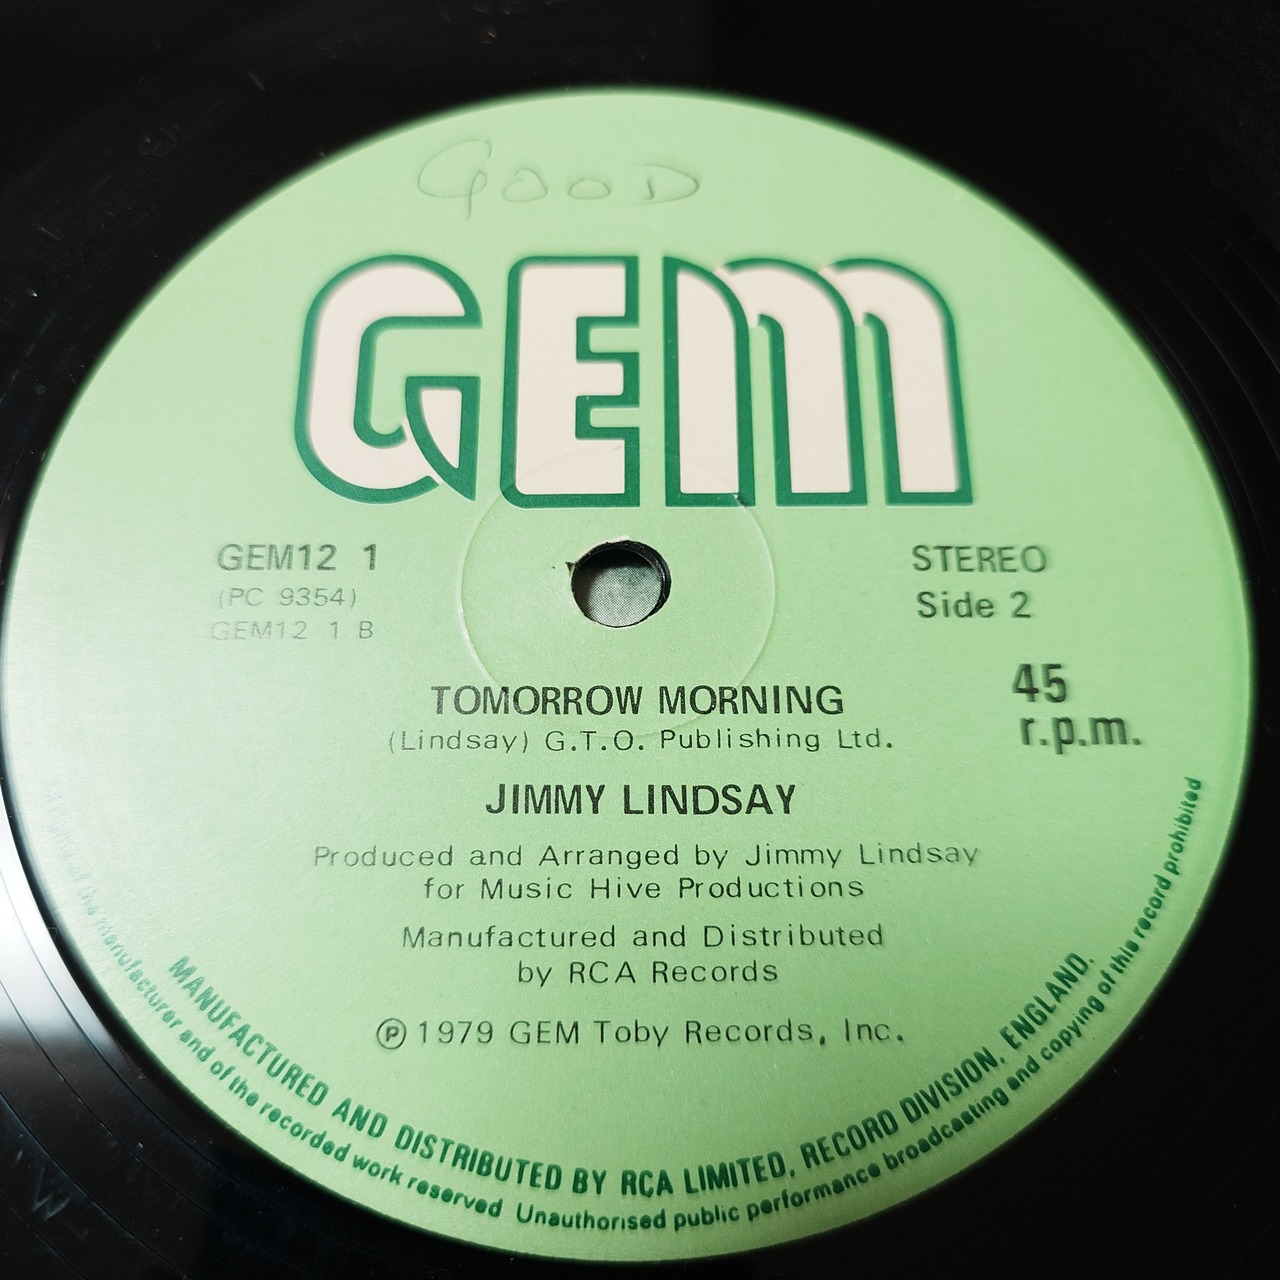 GOOD
GEM
GEM12 1
(PC 9354)
GEM12 1 B
STEREO
Side 2
45
r.p.m.
TOMORROW MORNING
(Lindsay) G.T.O. Publishing Ltd.
JIMMY LINDSAY
Produced and Arranged by Jimmy Lindsay
for Music Hive Productions
Manufactured and Distributed
by RCA Records
Ⓟ1979 GEM Toby Records, Inc.
MANUFACTURED AND DISTRIBUTED BY RCA LIMITED, RECORD DIVISION, ENGLAND.
of the manufacturer and of the recorded work reserved Unauthorised public performance broadcasting and copying of this record prohibited